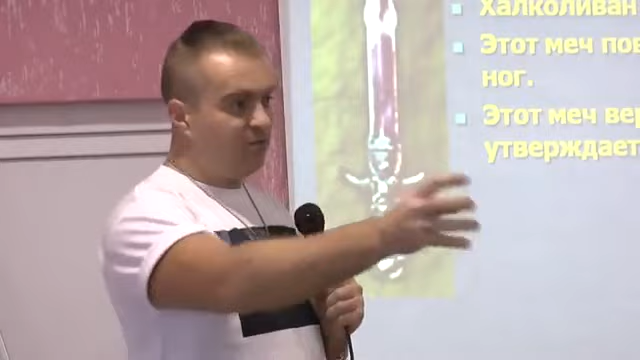 Халколиван
Этот меч пов
ног.
Этот меч вер
утверждает